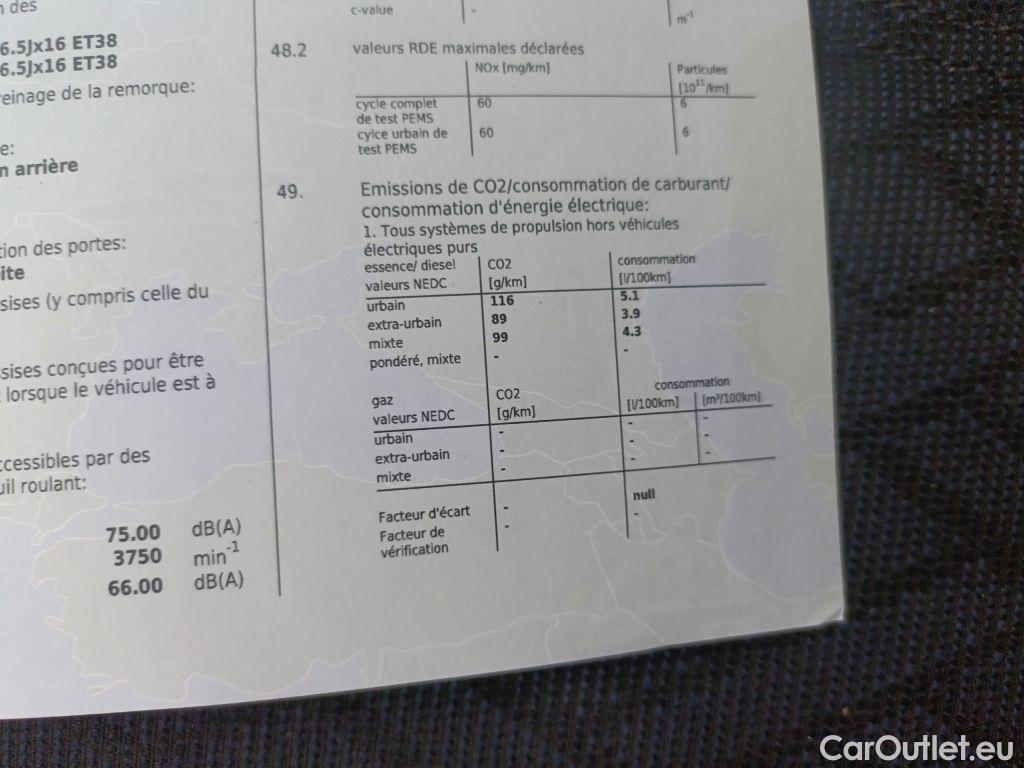 n des
6.5Jx16 ET38
6.5Jx16 ET38
reinage de la remorque:
e:
n arrière
tion des portes:
ite
sises (y compris celle du
sises conçues pour être
lorsque le véhicule est à
ccessibles par des
uil roulant:
75.00 dB(A)
3750 min-1
66.00 dB(A)
c-value - m-1
48.2 valeurs RDE maximales déclarées
NOx [mg/km] Particules
[10¹¹/km]
cycle complet 60 6
de test PEMS
cylce urbain de 60 6
test PEMS
49. Emissions de CO2/consommation de carburant/
consommation d'énergie électrique:
1. Tous systèmes de propulsion hors véhicules
électriques purs
essence/ diesel CO2 consommation
valeurs NEDC [g/km] [l/100km]
urbain 116 5.1
extra-urbain 89 3.9
mixte 99 4.3
pondéré, mixte - -
gaz CO2 consommation
valeurs NEDC [g/km] [l/100km] [m³/100km]
urbain - - -
extra-urbain - - -
mixte - - -
null
Facteur d'écart - -
Facteur de -
vérification
CarOutlet.eu